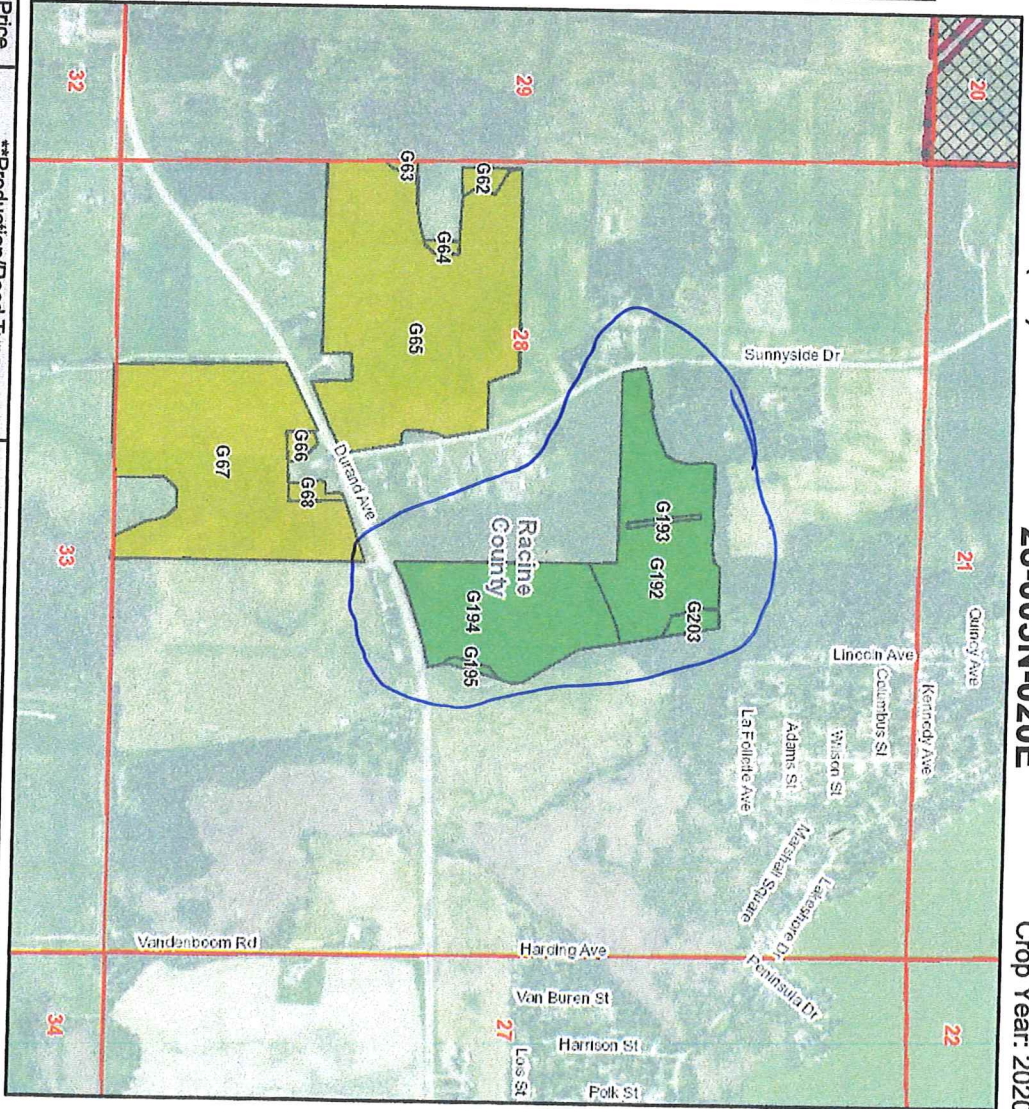 Crop Year: 2020
20
21
22
Quincy Ave
Kennedy Ave
Lincoln Ave
Columbus St
Wilson St
Adams St
La Follette Ave
Marshall Square
Lakeshore Dr
Peninsula Dr
Sunnyside Dr
29
28
27
G62
G63
G64
G65
G193
G192
G203
G194
G195
Racine
County
Durand Ave
G66
G68
G67
Harding Ave
Van Buren St
Harrison St
Polk St
Lois St
Vandenboom Rd
32
33
34
Price